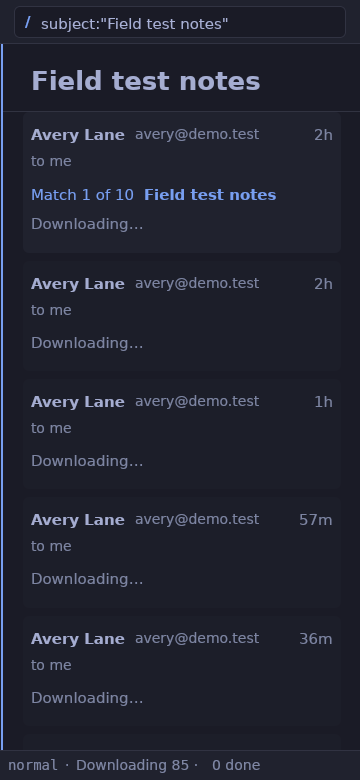 / subject:"Field test notes"
Field test notes
Avery Lane avery@demo.test 2h
to me
Match 1 of 10 Field test notes
Downloading…
Avery Lane avery@demo.test 2h
to me
Downloading…
Avery Lane avery@demo.test 1h
to me
Downloading…
Avery Lane avery@demo.test 57m
to me
Downloading…
Avery Lane avery@demo.test 36m
to me
Downloading…
normal · Downloading 85 · 0 done